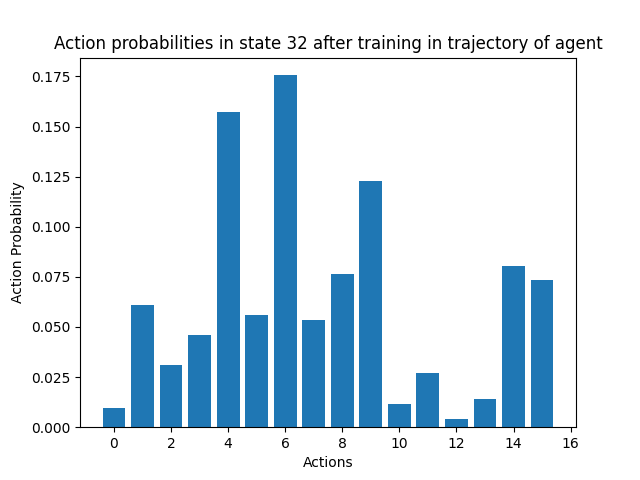 Action probabilities in state 32 after training in trajectory of agent
0.175
0.150
0.125
0.100
0.075
0.050
0.025
0.000
Action Probability
0 2 4 6 8 10 12 14 16
Actions